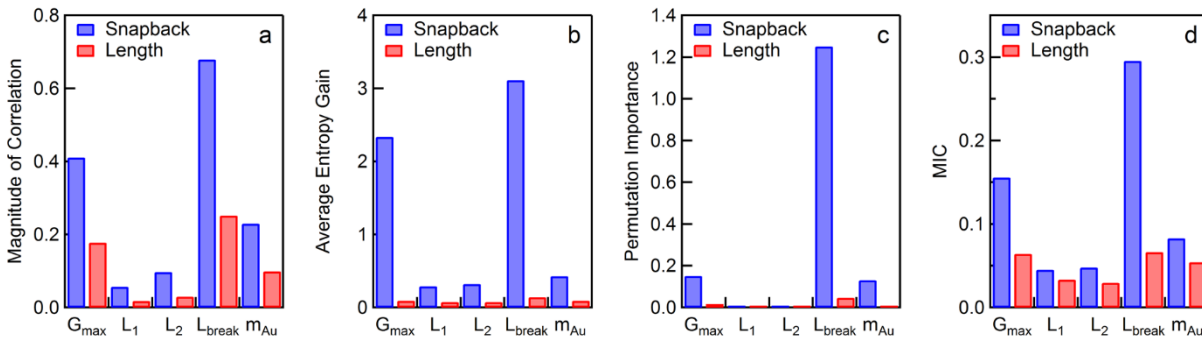 0.8
0.6
0.4
0.2
0.0
Magnitude of Correlation
Snapback
Length
a
Gmax L1 L2 Lbreak mAu
4
3
2
1
0
Average Entropy Gain
Snapback
Length
b
Gmax L1 L2 Lbreak mAu
1.4
1.2
1.0
0.8
0.6
0.4
0.2
0.0
Permutation Importance
Snapback
Length
c
Gmax L1 L2 Lbreak mAu
0.3
0.2
0.1
0.0
MIC
Snapback
Length
d
Gmax L1 L2 Lbreak mAu